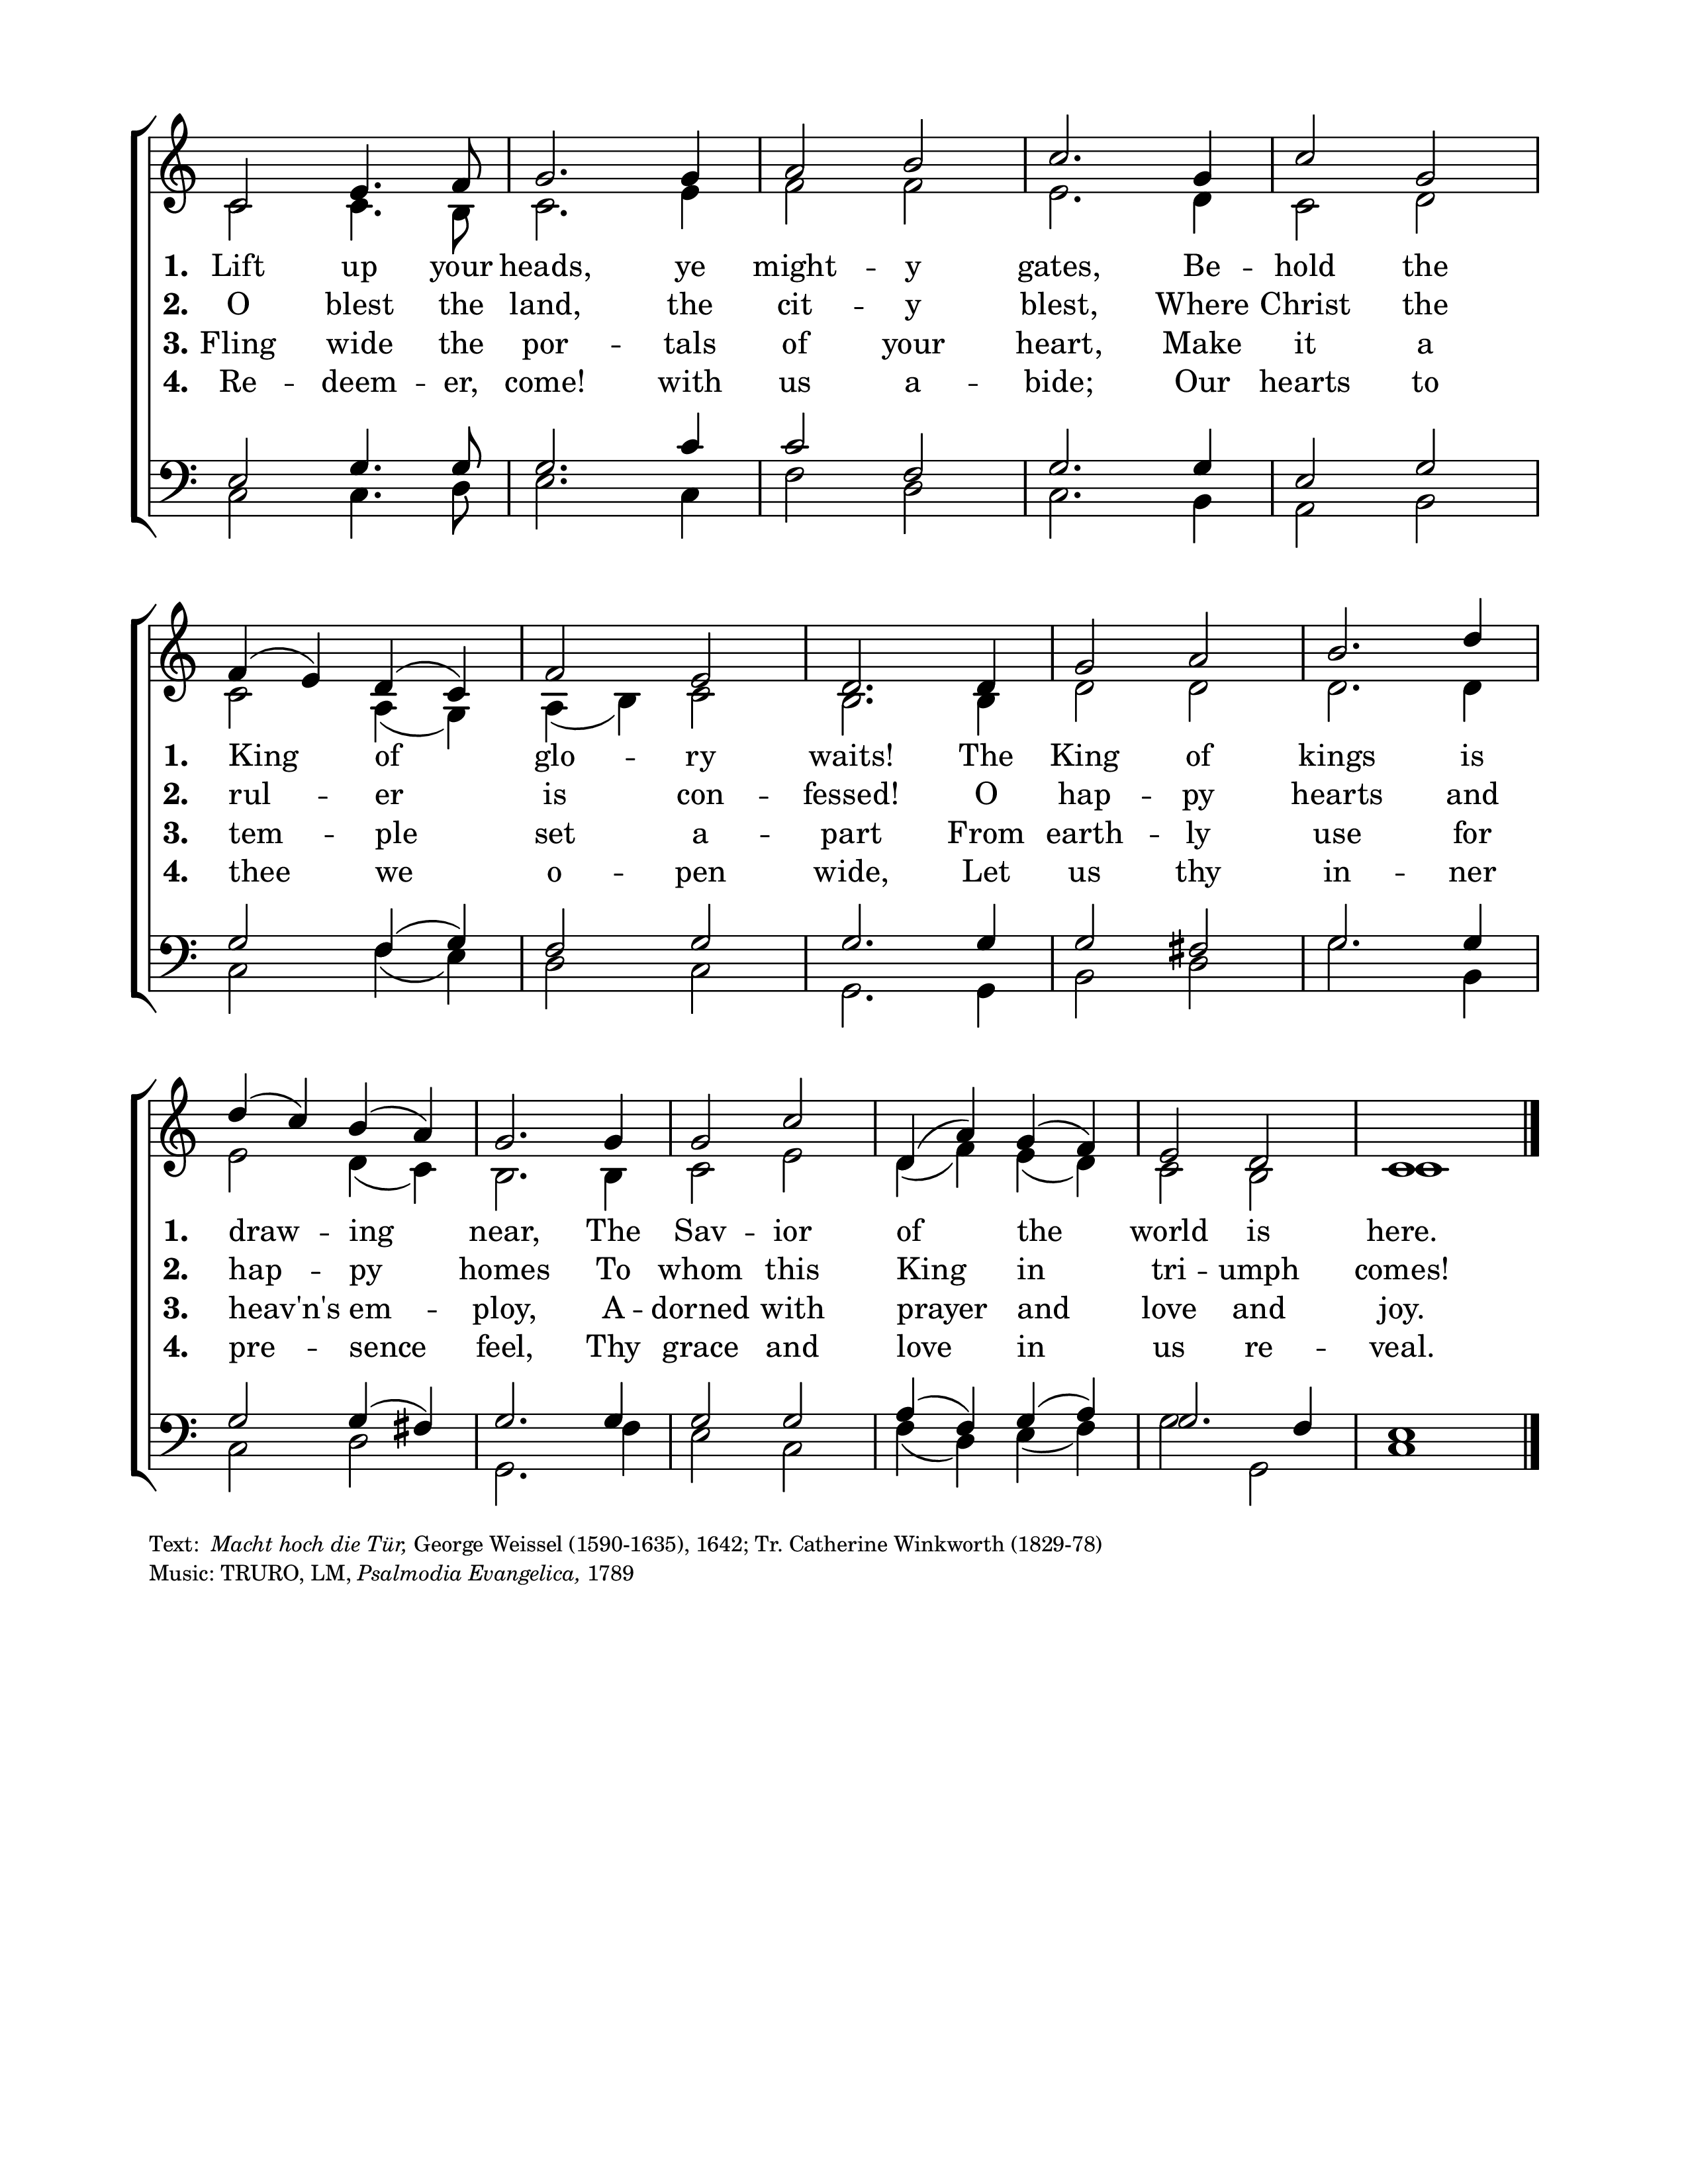 1. Lift up your heads, ye might -- y gates, Be -- hold the
2. O blest the land, the cit -- y blest, Where Christ the
3. Fling wide the por -- tals of your heart, Make it a
4. Re -- deem -- er, come! with us a -- bide; Our hearts to
1. King of glo -- ry waits! The King of kings is
2. rul -- er is con -- fessed! O hap -- py hearts and
3. tem -- ple set a -- part From earth -- ly use for
4. thee we o -- pen wide, Let us thy in -- ner
1. draw -- ing near, The Sav -- ior of the world is here.
2. hap -- py homes To whom this King in tri -- umph comes!
3. heav'n's em -- ploy, A -- dorned with prayer and love and joy.
4. pre -- sence feel, Thy grace and love in us re -- veal.
Text: Macht hoch die Tür, George Weissel (1590-1635), 1642; Tr. Catherine Winkworth (1829-78)
Music: TRURO, LM, Psalmodia Evangelica, 1789